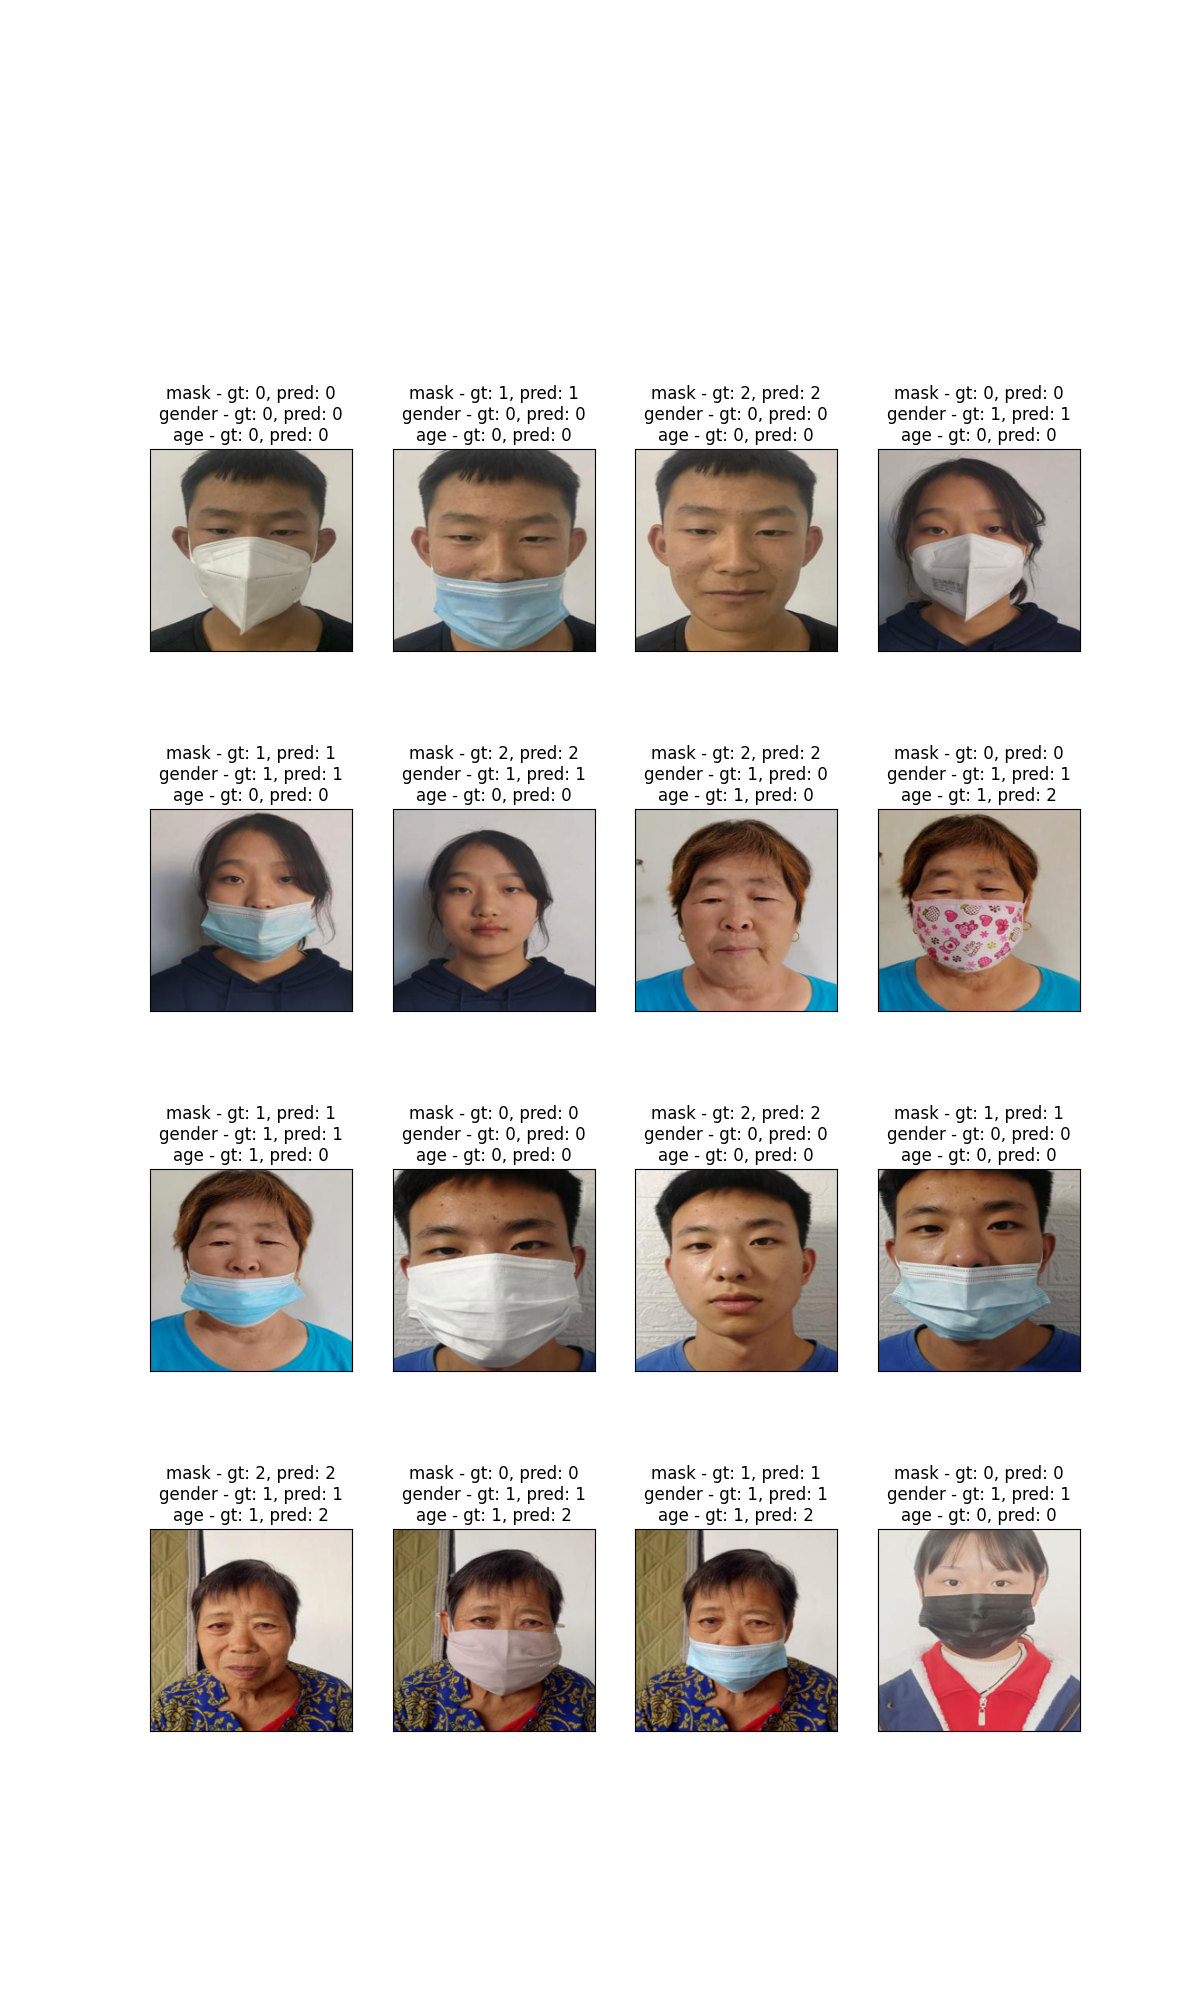 mask - gt: 0, pred: 0
gender - gt: 0, pred: 0
age - gt: 0, pred: 0
mask - gt: 1, pred: 1
gender - gt: 0, pred: 0
age - gt: 0, pred: 0
mask - gt: 2, pred: 2
gender - gt: 0, pred: 0
age - gt: 0, pred: 0
mask - gt: 0, pred: 0
gender - gt: 1, pred: 1
age - gt: 0, pred: 0
mask - gt: 1, pred: 1
gender - gt: 1, pred: 1
age - gt: 0, pred: 0
mask - gt: 2, pred: 2
gender - gt: 1, pred: 1
age - gt: 0, pred: 0
mask - gt: 2, pred: 2
gender - gt: 1, pred: 0
age - gt: 1, pred: 0
mask - gt: 0, pred: 0
gender - gt: 1, pred: 1
age - gt: 1, pred: 2
mask - gt: 1, pred: 1
gender - gt: 1, pred: 1
age - gt: 1, pred: 0
mask - gt: 0, pred: 0
gender - gt: 0, pred: 0
age - gt: 0, pred: 0
mask - gt: 2, pred: 2
gender - gt: 0, pred: 0
age - gt: 0, pred: 0
mask - gt: 1, pred: 1
gender - gt: 0, pred: 0
age - gt: 0, pred: 0
mask - gt: 2, pred: 2
gender - gt: 1, pred: 1
age - gt: 1, pred: 2
mask - gt: 0, pred: 0
gender - gt: 1, pred: 1
age - gt: 1, pred: 2
mask - gt: 1, pred: 1
gender - gt: 1, pred: 1
age - gt: 1, pred: 2
mask - gt: 0, pred: 0
gender - gt: 1, pred: 1
age - gt: 0, pred: 0